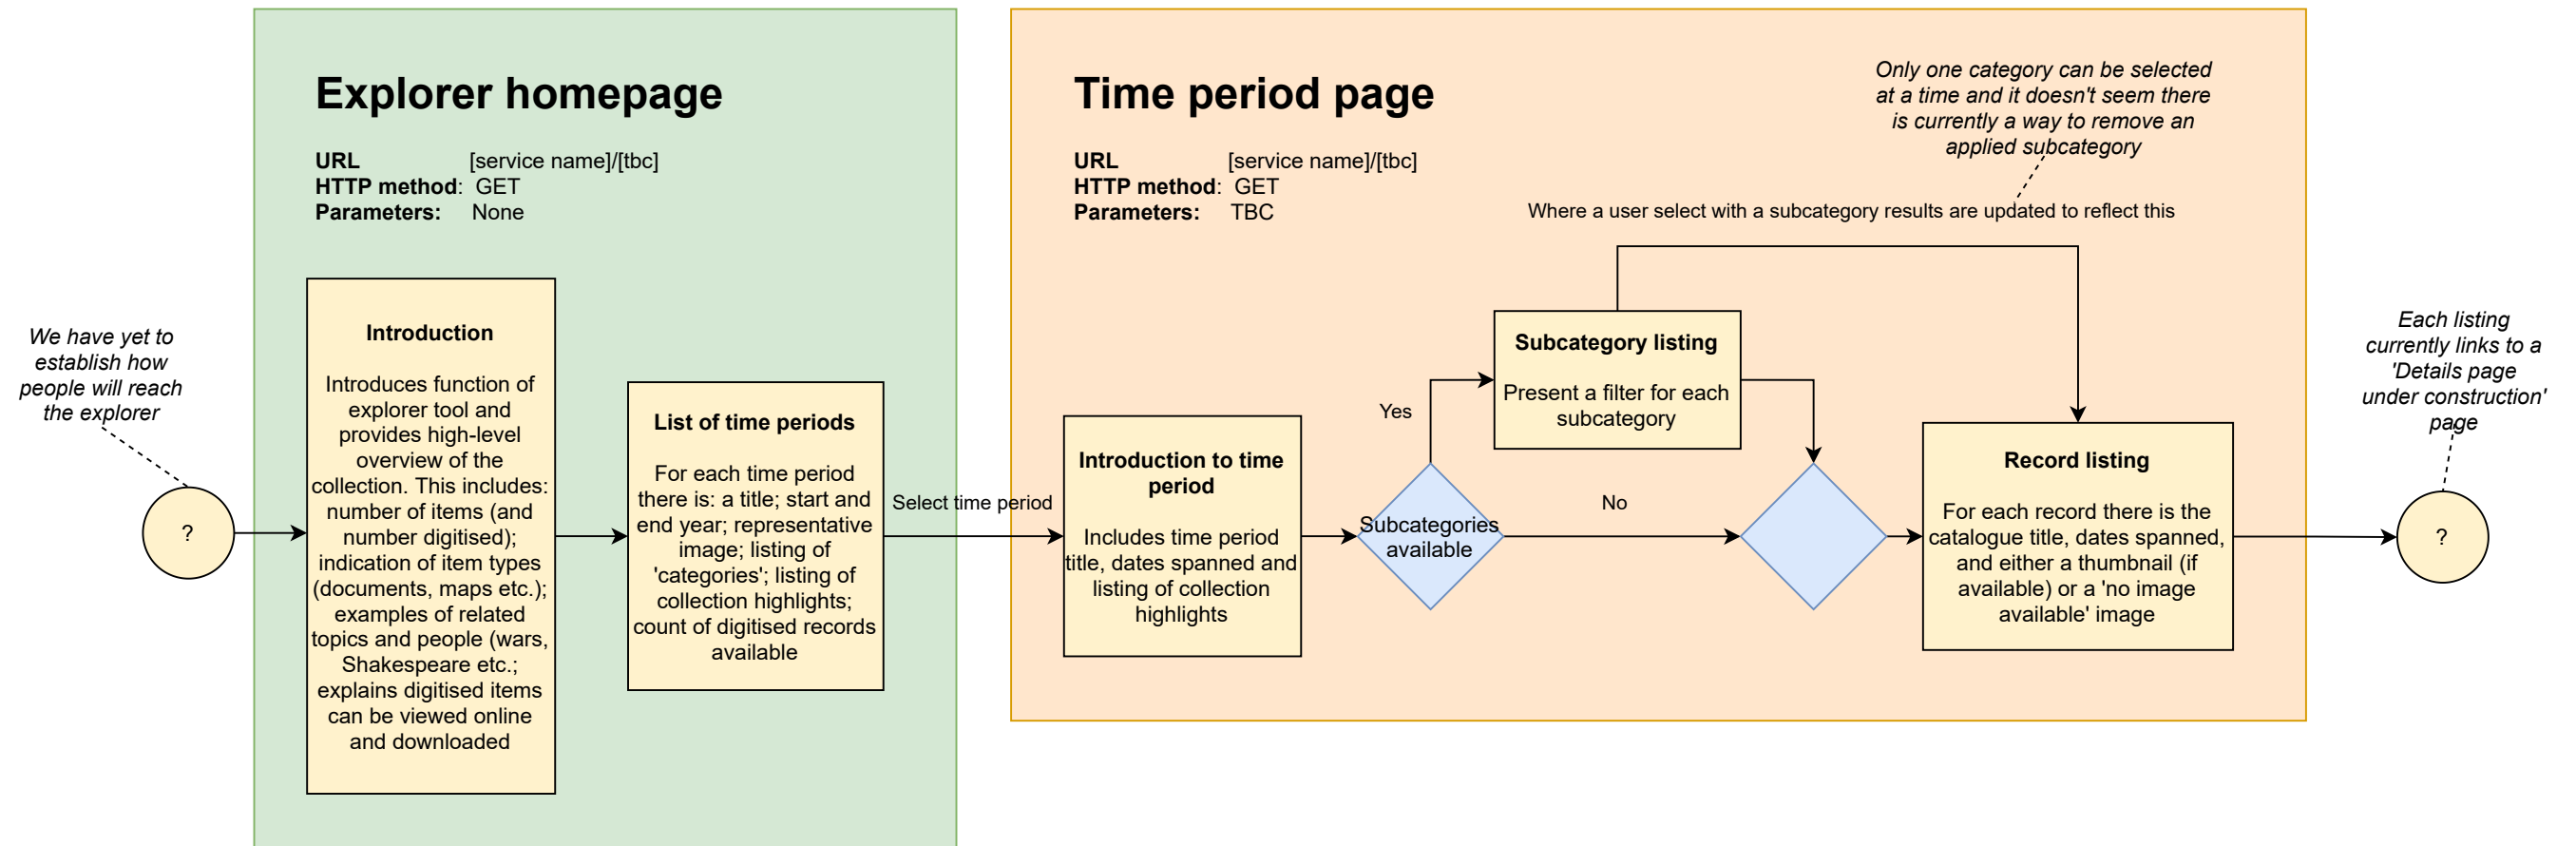 We have yet to
establish how
people will reach
the explorer
?
Explorer homepage
URL [service name]/[tbc]
HTTP method: GET
Parameters: None
Introduction
Introduces function of
explorer tool and
provides high-level
overview of the
collection. This includes:
number of items (and
number digitised);
indication of item types
(documents, maps etc.);
examples of related
topics and people (wars,
Shakespeare etc.;
explains digitised items
can be viewed online
and downloaded
List of time periods
For each time period
there is: a title; start and
end year; representative
image; listing of
'categories'; listing of
collection highlights;
count of digitised records
available
Select time period
Time period page
URL [service name]/[tbc]
HTTP method: GET
Parameters: TBC
Only one category can be selected
at a time and it doesn't seem there
is currently a way to remove an
applied subcategory
Where a user select with a subcategory results are updated to reflect this
Introduction to time
period
Includes time period
title, dates spanned and
listing of collection
highlights
Subcategories
available
Yes
Subcategory listing
Present a filter for each
subcategory
No
Record listing
For each record there is the
catalogue title, dates spanned,
and either a thumbnail (if
available) or a 'no image
available' image
Each listing
currently links to a
'Details page
under construction'
page
?